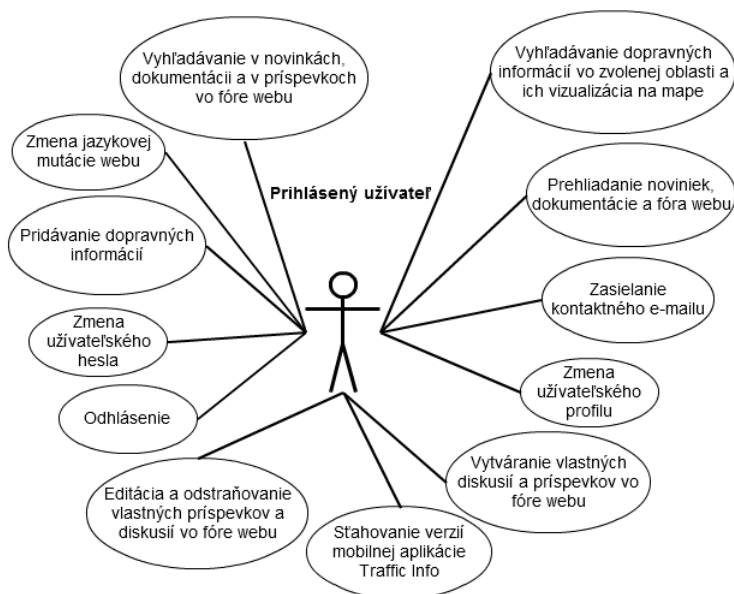 Vyhľadávanie v novinkách,
dokumentácii a v príspevkoch
vo fóre webu
Vyhľadávanie dopravných
informácií vo zvolenej oblasti a
ich vizualizácia na mape
Zmena jazykovej
mutácie webu
Prihlásený užívateľ
Prehliadanie noviniek,
dokumentácie a fóra webu
Pridávanie dopravných
informácií
Zasielanie
kontaktného e-mailu
Zmena
užívateľského
hesla
Zmena
užívateľského
profilu
Odhlásenie
Vytváranie vlastných
diskusií a príspevkov vo
fóre webu
Editácia a odstraňovanie
vlastných príspevkov a
diskusií vo fóre webu
Sťahovanie verzií
mobilnej aplikácie
Traffic Info